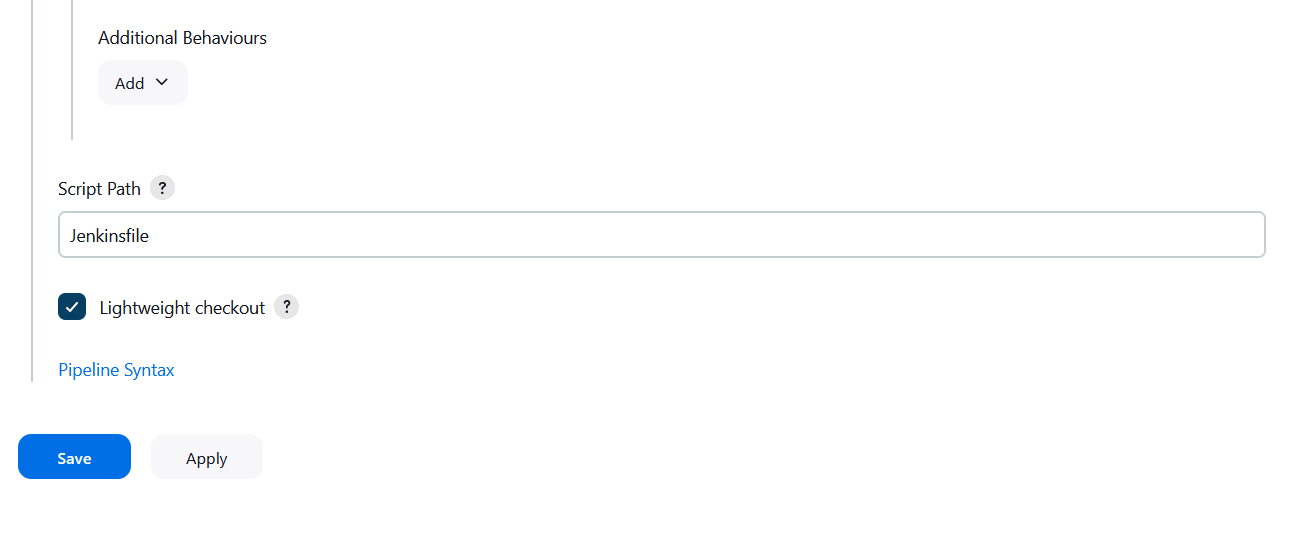 Additional Behaviours
Add
Script Path ?
Jenkinsfile
Lightweight checkout ?
Pipeline Syntax
Save Apply